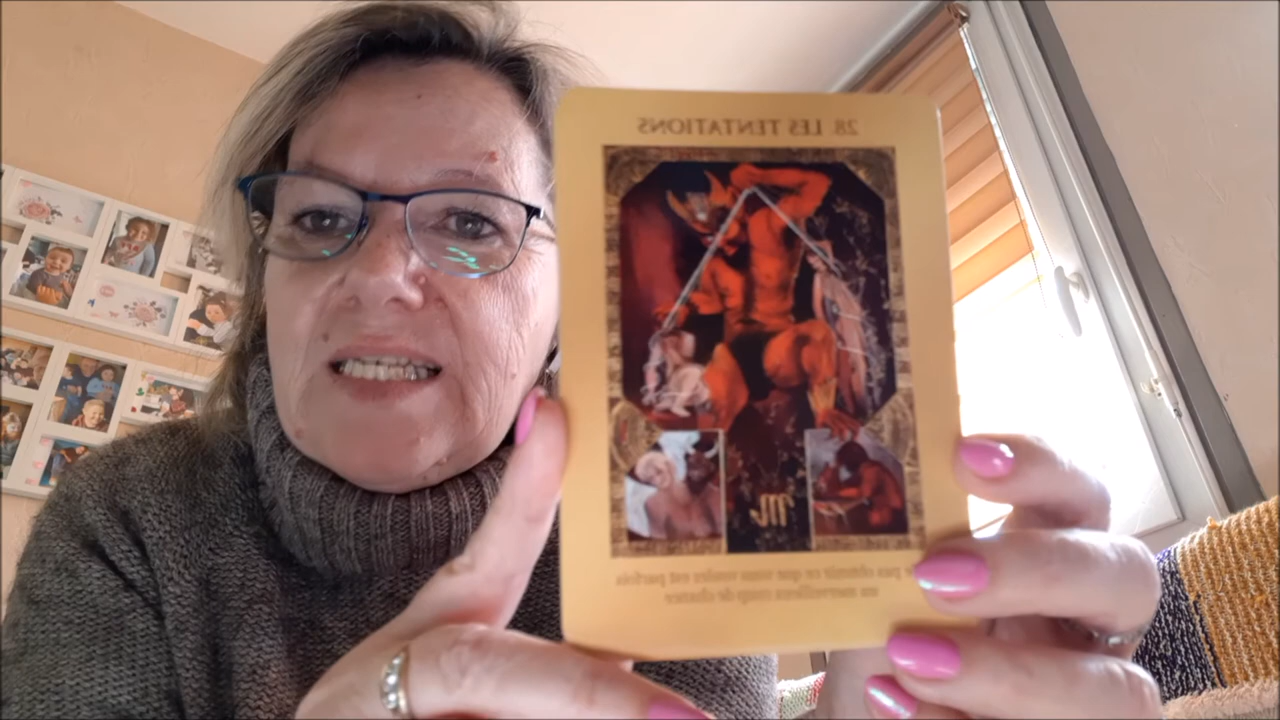 28. LES TENTATIONS
pas obtenir ce que vous voulez est parfois
un merveilleux coup de chance